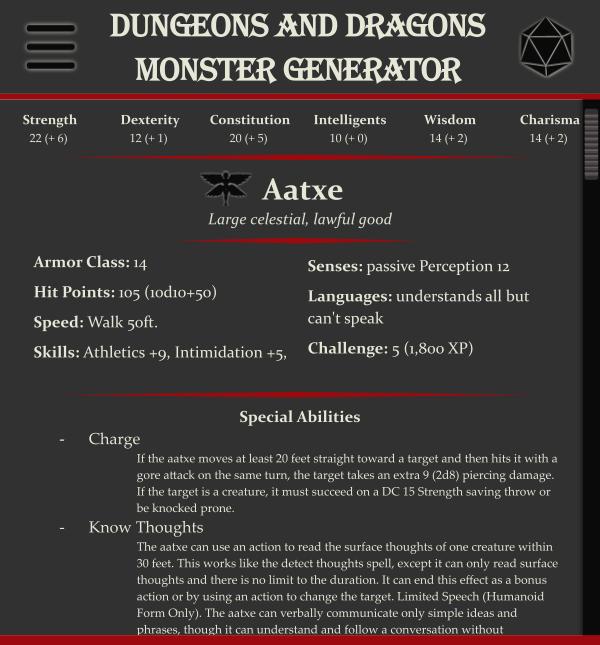 DUNGEONS AND DRAGONS
MONSTER GENERATOR
Strength Dexterity Constitution Intelligents Wisdom Charisma
22 (+ 6) 12 (+ 1) 20 (+ 5) 10 (+ 0) 14 (+ 2) 14 (+ 2)
Aatxe
Large celestial, lawful good
Armor Class: 14
Hit Points: 105 (10d10+50)
Speed: Walk 50ft.
Skills: Athletics +9, Intimidation +5,
Senses: passive Perception 12
Languages: understands all but
can't speak
Challenge: 5 (1,800 XP)
Special Abilities
- Charge
If the aatxe moves at least 20 feet straight toward a target and then hits it with a
gore attack on the same turn, the target takes an extra 9 (2d8) piercing damage.
If the target is a creature, it must succeed on a DC 15 Strength saving throw or
be knocked prone.
- Know Thoughts
The aatxe can use an action to read the surface thoughts of one creature within
30 feet. This works like the detect thoughts spell, except it can only read surface
thoughts and there is no limit to the duration. It can end this effect as a bonus
action or by using an action to change the target. Limited Speech (Humanoid
Form Only). The aatxe can verbally communicate only simple ideas and
phrases, though it can understand and follow a conversation without